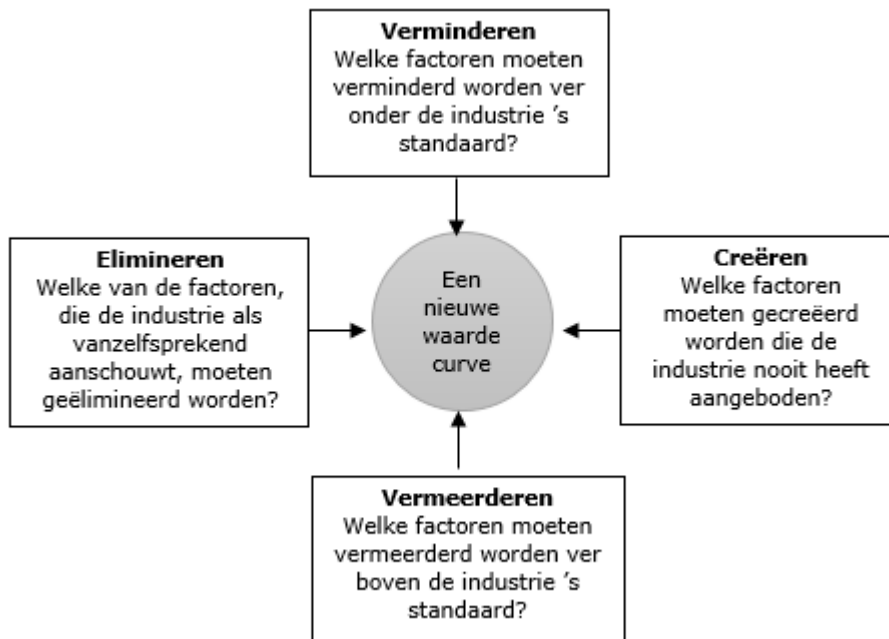 Verminderen
Welke factoren moeten
verminderd worden ver
onder de industrie ’s
standaard?
Elimineren
Welke van de factoren,
die de industrie als
vanzelfsprekend
aanschouwt, moeten
geëlimineerd worden?
Een
nieuwe
waarde
curve
Creëren
Welke factoren
moeten gecreëerd
worden die de
industrie nooit heeft
aangeboden?
Vermeerderen
Welke factoren moeten
vermeerderd worden ver
boven de industrie ’s
standaard?